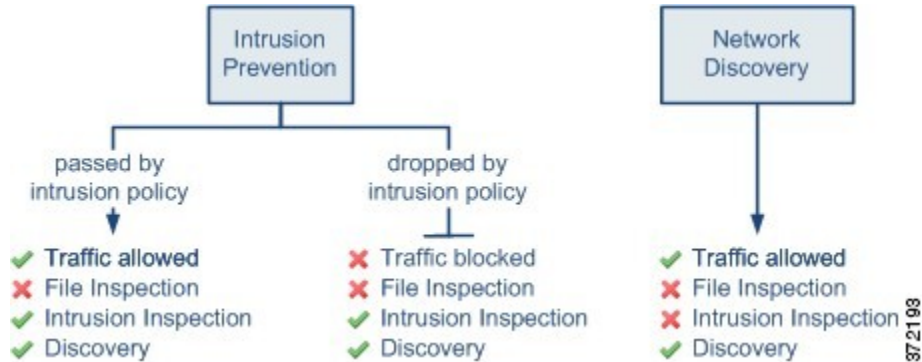 Intrusion
Prevention
Network
Discovery
passed by
intrusion policy
dropped by
intrusion policy
Traffic allowed
File Inspection
Intrusion Inspection
Discovery
Traffic blocked
File Inspection
Intrusion Inspection
Discovery
Traffic allowed
File Inspection
Intrusion Inspection
Discovery
372193